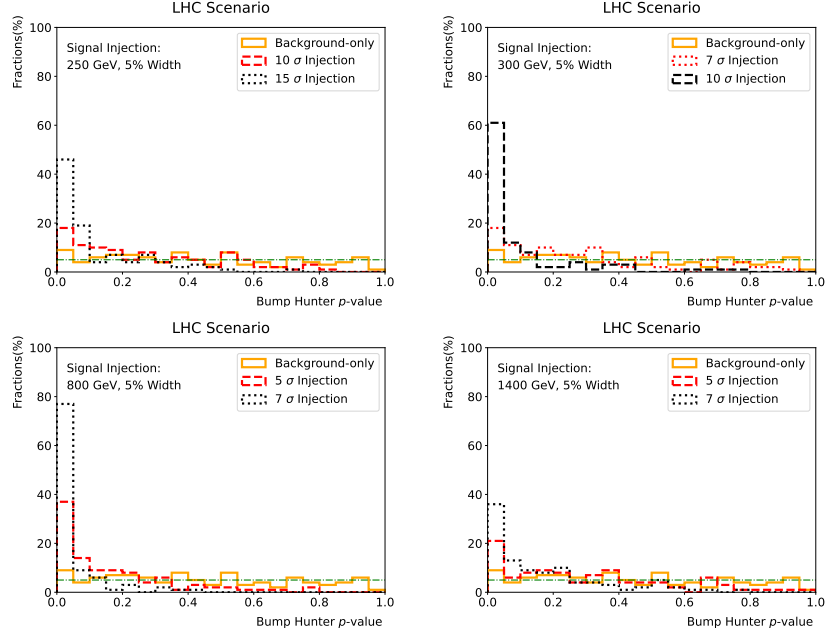 LHC Scenario
Fractions(%)
100
80
60
40
20
0
Signal Injection:
250 GeV, 5% Width
Background-only
10 σ Injection
15 σ Injection
0.0 0.2 0.4 0.6 0.8 1.0
Bump Hunter p-value
LHC Scenario
Fractions(%)
100
80
60
40
20
0
Signal Injection:
300 GeV, 5% Width
Background-only
7 σ Injection
10 σ Injection
0.0 0.2 0.4 0.6 0.8 1.0
Bump Hunter p-value
LHC Scenario
Fractions(%)
100
80
60
40
20
0
Signal Injection:
800 GeV, 5% Width
Background-only
5 σ Injection
7 σ Injection
0.0 0.2 0.4 0.6 0.8 1.0
Bump Hunter p-value
LHC Scenario
Fractions(%)
100
80
60
40
20
0
Signal Injection:
1400 GeV, 5% Width
Background-only
5 σ Injection
7 σ Injection
0.0 0.2 0.4 0.6 0.8 1.0
Bump Hunter p-value